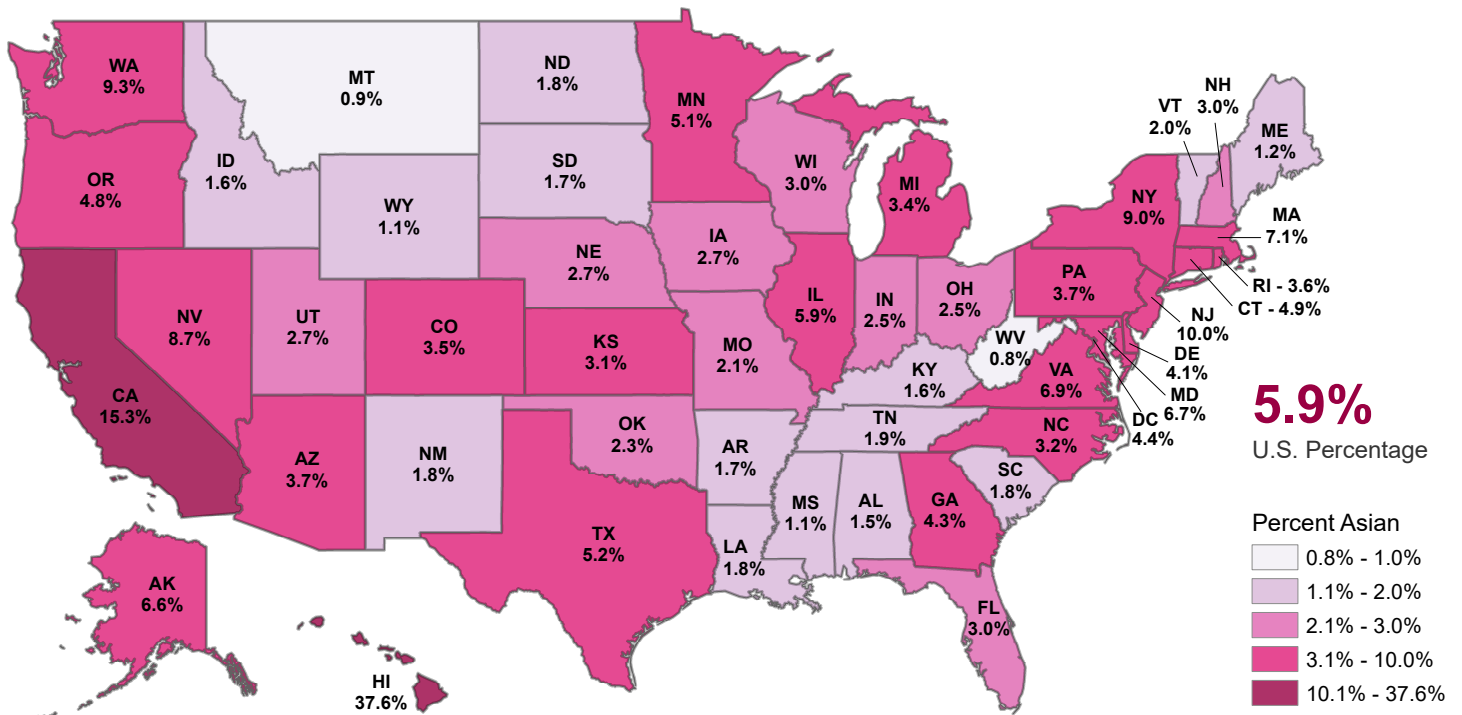 WA
9.3%
OR
4.8%
CA
15.3%
NV
8.7%
ID
1.6%
MT
0.9%
WY
1.1%
UT
2.7%
AZ
3.7%
CO
3.5%
NM
1.8%
ND
1.8%
SD
1.7%
NE
2.7%
KS
3.1%
OK
2.3%
TX
5.2%
MN
5.1%
IA
2.7%
MO
2.1%
AR
1.7%
LA
1.8%
WI
3.0%
IL
5.9%
MI
3.4%
IN
2.5%
OH
2.5%
KY
1.6%
TN
1.9%
MS
1.1%
AL
1.5%
GA
4.3%
FL
3.0%
SC
1.8%
NC
3.2%
VA
6.9%
WV
0.8%
PA
3.7%
NY
9.0%
VT
2.0%
NH
3.0%
ME
1.2%
MA
7.1%
RI - 3.6%
CT - 4.9%
NJ
10.0%
DE
4.1%
MD
6.7%
DC
4.4%
AK
6.6%
HI
37.6%
5.9%
U.S. Percentage
Percent Asian
0.8% - 1.0%
1.1% - 2.0%
2.1% - 3.0%
3.1% - 10.0%
10.1% - 37.6%